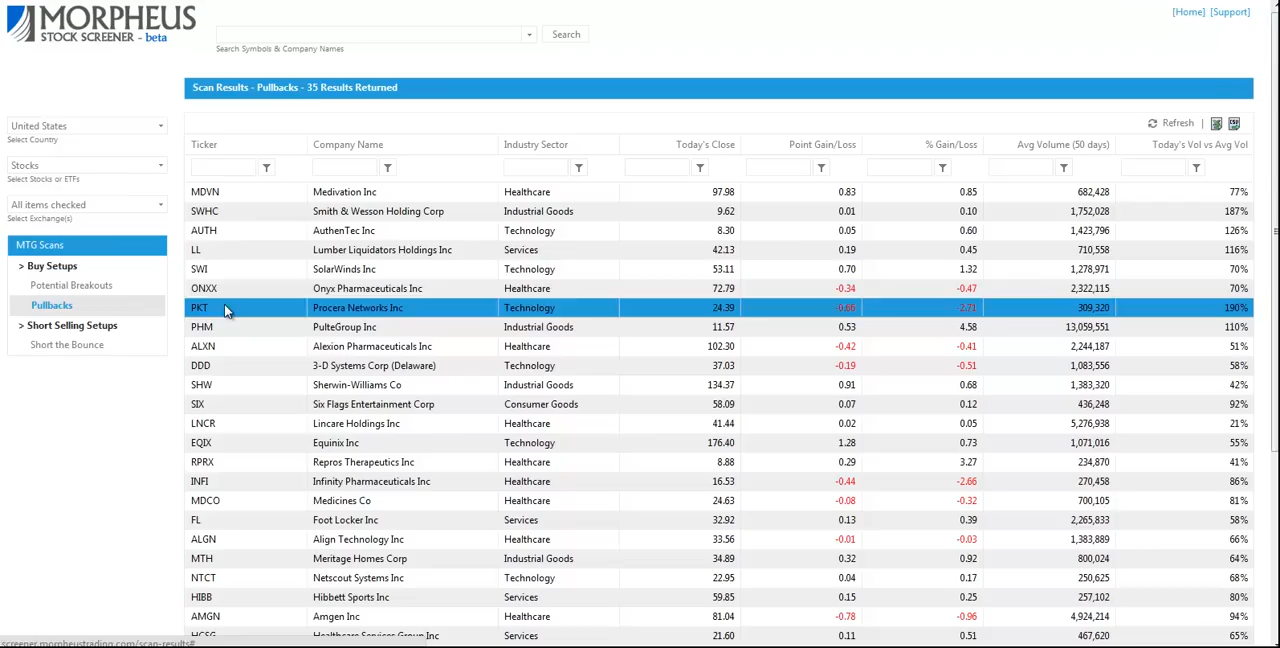 MORPHEUS
STOCK SCREENER - beta
[Home] [Support]
Search
Search Symbols & Company Names
Scan Results - Pullbacks - 35 Results Returned
United States
Select Country
Stocks
Select Stocks or ETFs
All items checked
Select Exchange(s)
MTG Scans
> Buy Setups
Potential Breakouts
Pullbacks
> Short Selling Setups
Short the Bounce
Refresh |
Ticker Company Name Industry Sector Today's Close Point Gain/Loss % Gain/Loss Avg Volume (50 days) Today's Vol vs Avg Vol
MDVN Medivation Inc Healthcare 97.98 0.83 0.85 682,428 77%
SWHC Smith & Wesson Holding Corp Industrial Goods 9.62 0.01 0.10 1,752,028 187%
AUTH AuthenTec Inc Technology 8.30 0.05 0.60 1,423,796 126%
LL Lumber Liquidators Holdings Inc Services 42.13 0.19 0.45 710,558 116%
SWI SolarWinds Inc Technology 53.11 0.70 1.32 1,278,971 70%
ONXX Onyx Pharmaceuticals Inc Healthcare 72.79 -0.34 -0.47 2,322,115 70%
PKT Procera Networks Inc Technology 24.39 -0.66 -2.71 309,320 190%
PHM PulteGroup Inc Industrial Goods 11.57 0.53 4.58 13,059,551 110%
ALXN Alexion Pharmaceuticals Inc Healthcare 102.30 -0.42 -0.41 2,244,187 51%
DDD 3-D Systems Corp (Delaware) Technology 37.03 -0.19 -0.51 1,083,556 58%
SHW Sherwin-Williams Co Industrial Goods 134.37 0.91 0.68 1,383,320 42%
SIX Six Flags Entertainment Corp Consumer Goods 58.09 0.07 0.12 436,248 92%
LNCR Lincare Holdings Inc Healthcare 41.44 0.02 0.05 5,276,938 21%
EQIX Equinix Inc Technology 176.40 1.28 0.73 1,071,016 55%
RPRX Repros Therapeutics Inc Healthcare 8.88 0.29 3.27 234,870 41%
INFI Infinity Pharmaceuticals Inc Healthcare 16.53 -0.44 -2.66 270,458 86%
MDCO Medicines Co Healthcare 24.63 -0.08 -0.32 700,105 81%
FL Foot Locker Inc Services 32.92 0.13 0.39 2,265,833 58%
ALGN Align Technology Inc Healthcare 33.56 -0.01 -0.03 1,383,889 66%
MTH Meritage Homes Corp Industrial Goods 34.89 0.32 0.92 800,024 64%
NTCT Netscout Systems Inc Technology 22.95 0.04 0.17 250,625 68%
HIBB Hibbett Sports Inc Services 59.85 0.15 0.25 257,102 80%
AMGN Amgen Inc Healthcare 81.04 -0.78 -0.96 4,924,214 94%
HCSG Healthcare Services Group Inc Services 21.60 0.11 0.51 467,620 65%
screener.morpheustrading.com/scan-results#